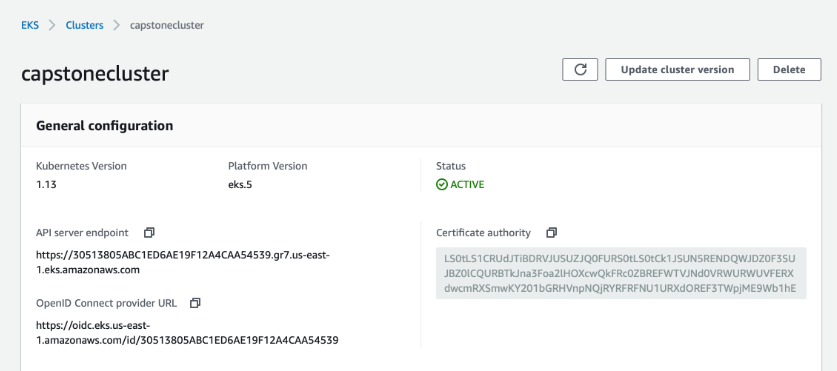 EKS > Clusters > capstonecluster
capstonecluster
Update cluster version
Delete
General configuration
Kubernetes Version
1.13
Platform Version
eks.5
Status
ACTIVE
API server endpoint
https://30513805ABC1ED6AE19F12A4CAA54539.gr7.us-east-
1.eks.amazonaws.com
OpenID Connect provider URL
https://oidc.eks.us-east-
1.amazonaws.com/id/30513805ABC1ED6AE19F12A4CAA54539
Certificate authority